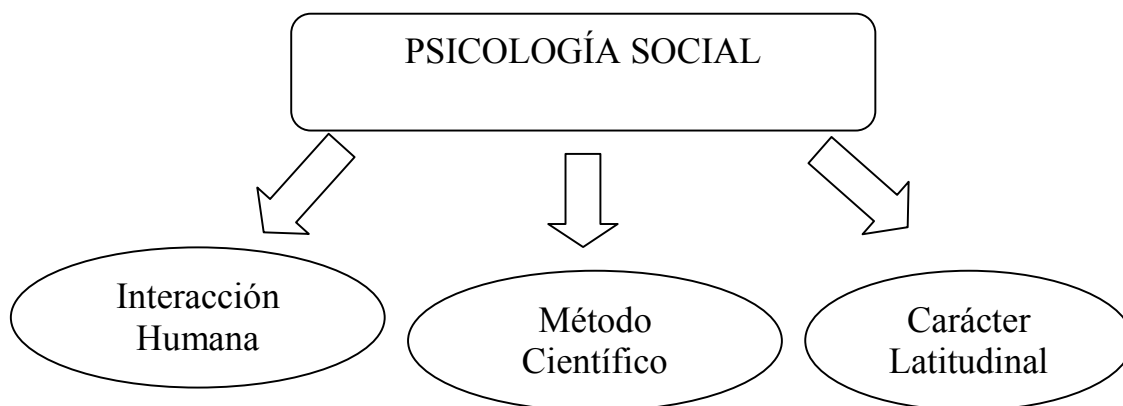 PSICOLOGÍA SOCIAL
Interacción
Humana
Método
Científico
Carácter
Latitudinal